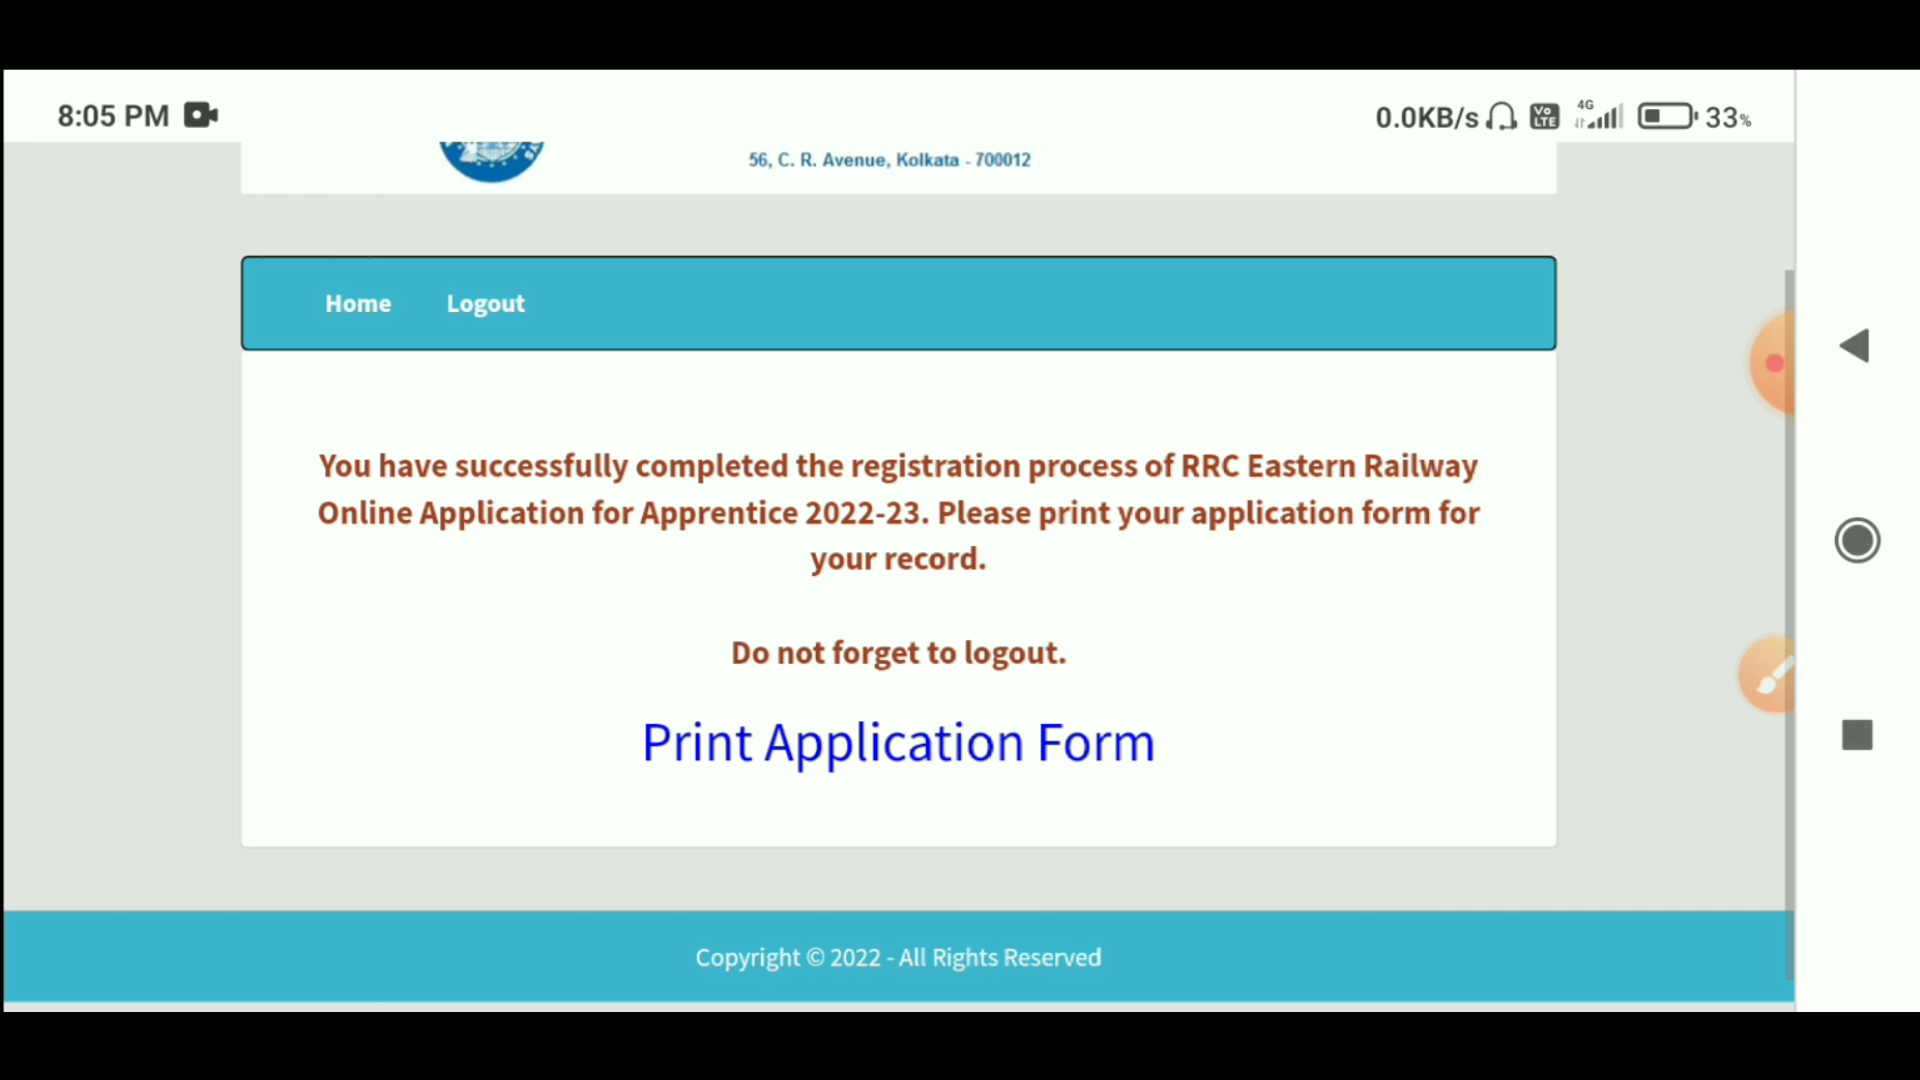 8:05 PM
0.0KB/s Vo LTE 4G 33%
56, C. R. Avenue, Kolkata - 700012
Home Logout
You have successfully completed the registration process of RRC Eastern Railway
Online Application for Apprentice 2022-23. Please print your application form for
your record.
Do not forget to logout.
Print Application Form
Copyright © 2022 - All Rights Reserved